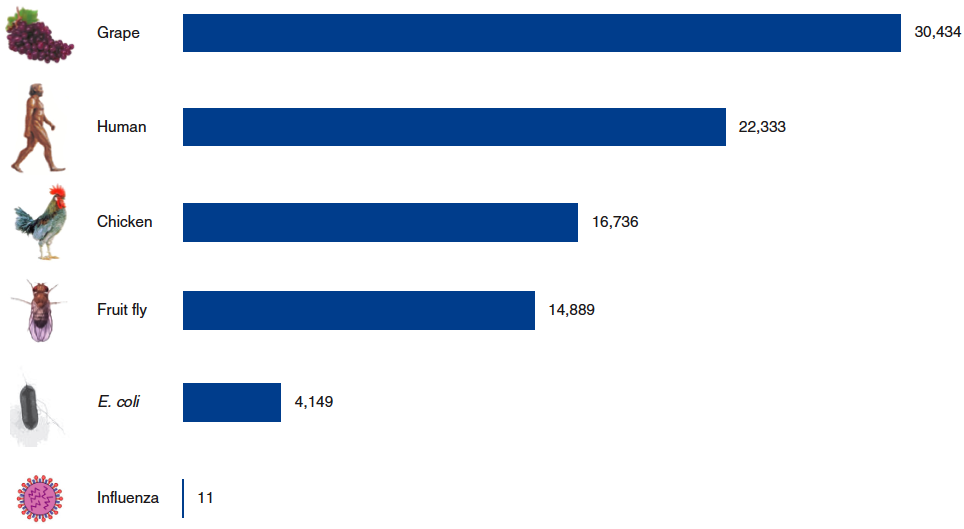 Grape 30,434
Human 22,333
Chicken 16,736
Fruit fly 14,889
E. coli 4,149
Influenza 11